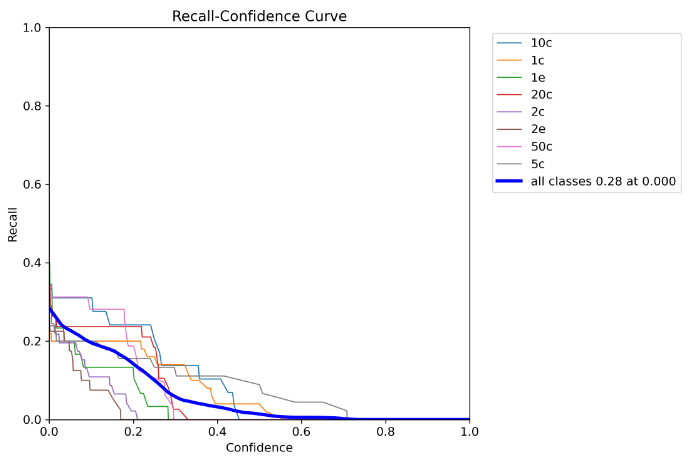 Recall-Confidence Curve
1.0
0.8
0.6
0.4
0.2
0.0
Recall
0.0 0.2 0.4 0.6 0.8 1.0
Confidence
10c
1c
1e
20c
2c
2e
50c
5c
all classes 0.28 at 0.000